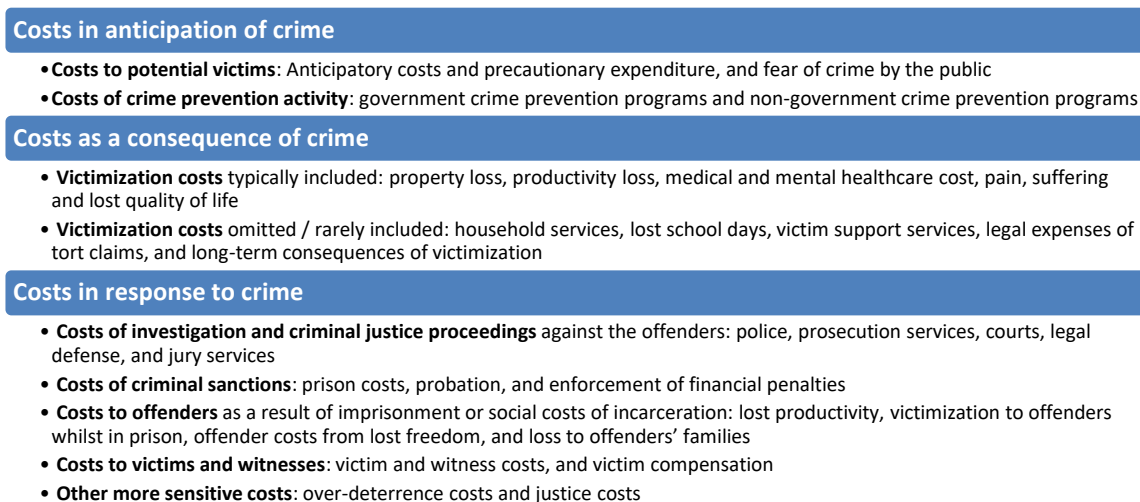 Costs in anticipation of crime
•Costs to potential victims: Anticipatory costs and precautionary expenditure, and fear of crime by the public
•Costs of crime prevention activity: government crime prevention programs and non-government crime prevention programs
Costs as a consequence of crime
• Victimization costs typically included: property loss, productivity loss, medical and mental healthcare cost, pain, suffering
and lost quality of life
• Victimization costs omitted / rarely included: household services, lost school days, victim support services, legal expenses of
tort claims, and long-term consequences of victimization
Costs in response to crime
• Costs of investigation and criminal justice proceedings against the offenders: police, prosecution services, courts, legal
defense, and jury services
• Costs of criminal sanctions: prison costs, probation, and enforcement of financial penalties
• Costs to offenders as a result of imprisonment or social costs of incarceration: lost productivity, victimization to offenders
whilst in prison, offender costs from lost freedom, and loss to offenders’ families
• Costs to victims and witnesses: victim and witness costs, and victim compensation
• Other more sensitive costs: over-deterrence costs and justice costs